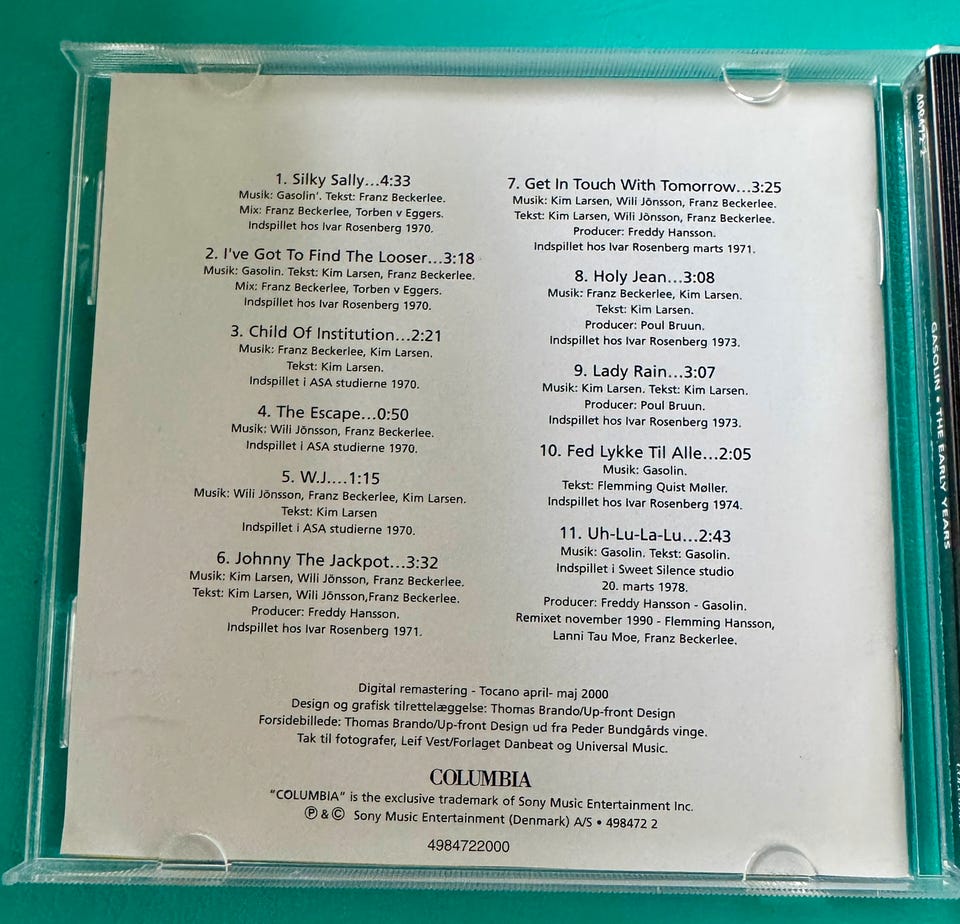 1. Silky Sally...4:33
Musik: Gasolin'. Tekst: Franz Beckerlee.
Mix: Franz Beckerlee, Torben v Eggers.
Indspillet hos Ivar Rosenberg 1970.
2. I've Got To Find The Looser...3:18
Musik: Gasolin. Tekst: Kim Larsen, Franz Beckerlee.
Mix: Franz Beckerlee, Torben v Eggers.
Indspillet hos Ivar Rosenberg 1970.
3. Child Of Institution...2:21
Musik: Franz Beckerlee, Kim Larsen.
Tekst: Kim Larsen.
Indspillet i ASA studierne 1970.
4. The Escape...0:50
Musik: Wili Jönsson, Franz Beckerlee.
Indspillet i ASA studierne 1970.
5. W.J....1:15
Musik: Wili Jönsson, Franz Beckerlee, Kim Larsen.
Tekst: Kim Larsen
Indspillet i ASA studierne 1970.
6. Johnny The Jackpot...3:32
Musik: Kim Larsen, Wili Jönsson, Franz Beckerlee.
Tekst: Kim Larsen, Wili Jönsson,Franz Beckerlee.
Producer: Freddy Hansson.
Indspillet hos Ivar Rosenberg 1971.
7. Get In Touch With Tomorrow...3:25
Musik: Kim Larsen, Wili Jönsson, Franz Beckerlee.
Tekst: Kim Larsen, Wili Jönsson, Franz Beckerlee.
Producer: Freddy Hansson.
Indspillet hos Ivar Rosenberg marts 1971.
8. Holy Jean...3:08
Musik: Franz Beckerlee, Kim Larsen.
Tekst: Kim Larsen.
Producer: Poul Bruun.
Indspillet hos Ivar Rosenberg 1973.
9. Lady Rain...3:07
Musik: Kim Larsen. Tekst: Kim Larsen.
Producer: Poul Bruun.
Indspillet hos Ivar Rosenberg 1973.
10. Fed Lykke Til Alle...2:05
Musik: Gasolin.
Tekst: Flemming Quist Møller.
Indspillet hos Ivar Rosenberg 1974.
11. Uh-Lu-La-Lu...2:43
Musik: Gasolin. Tekst: Gasolin.
Indspillet i Sweet Silence studio
20. marts 1978.
Producer: Freddy Hansson - Gasolin.
Remixet november 1990 - Flemming Hansson,
Lanni Tau Moe, Franz Beckerlee.
Digital remastering - Tocano april- maj 2000
Design og grafisk tilrettelæggelse: Thomas Brando/Up-front Design
Forsidebillede: Thomas Brando/Up-front Design ud fra Peder Bundgårds vinge.
Tak til fotografer, Leif Vest/Forlaget Danbeat og Universal Music.
COLUMBIA
"COLUMBIA" is the exclusive trademark of Sony Music Entertainment Inc.
Ⓟ & © Sony Music Entertainment (Denmark) A/S • 498472 2
4984722000
GASOLIN • THE EARLY YEARS